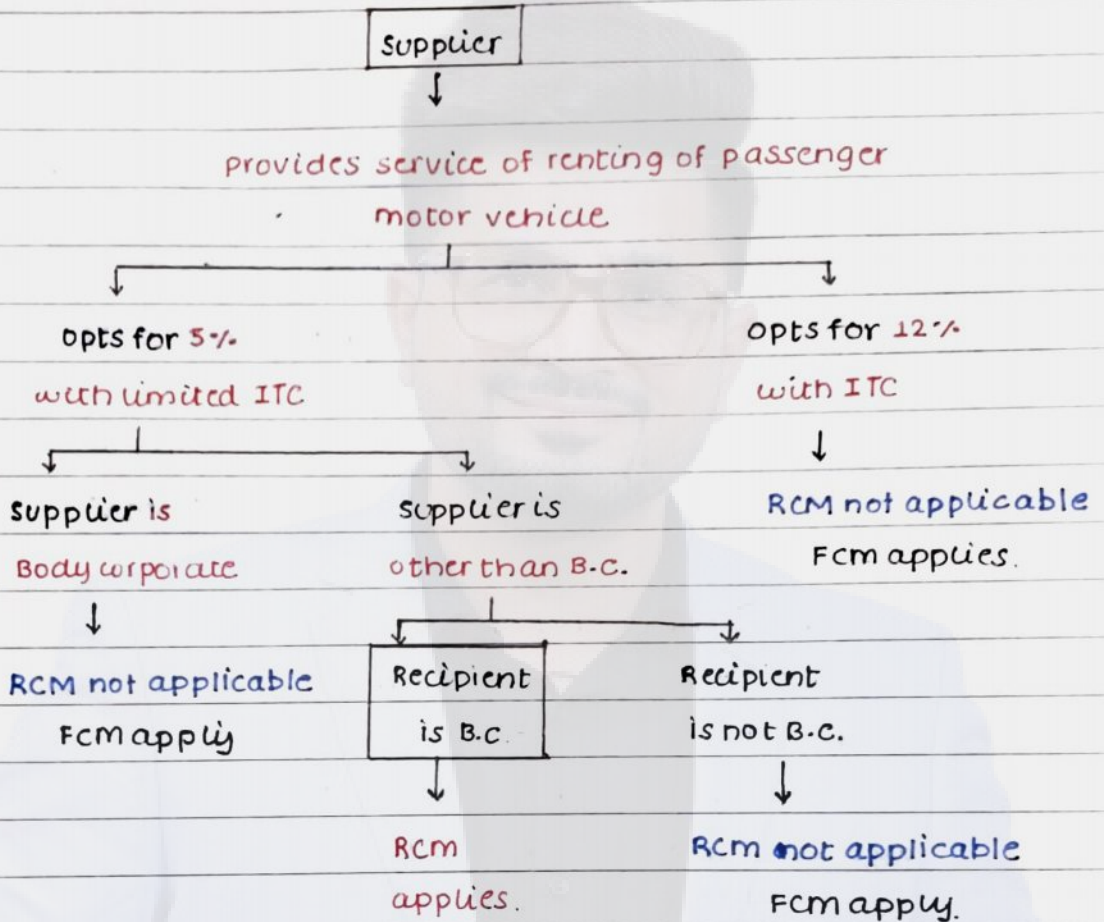 Supplier
provides service of renting of passenger
motor vehicle
opts for 5%
with limited ITC
opts for 12%
with ITC
Supplier is
Body corporate
Supplier is
other than B.C.
RCM not applicable
FCM applies.
RCM not applicable
FCM apply
Recipient
is B.C.
Recipient
is not B.C.
RCM
applies.
RCM not applicable
FCM apply.